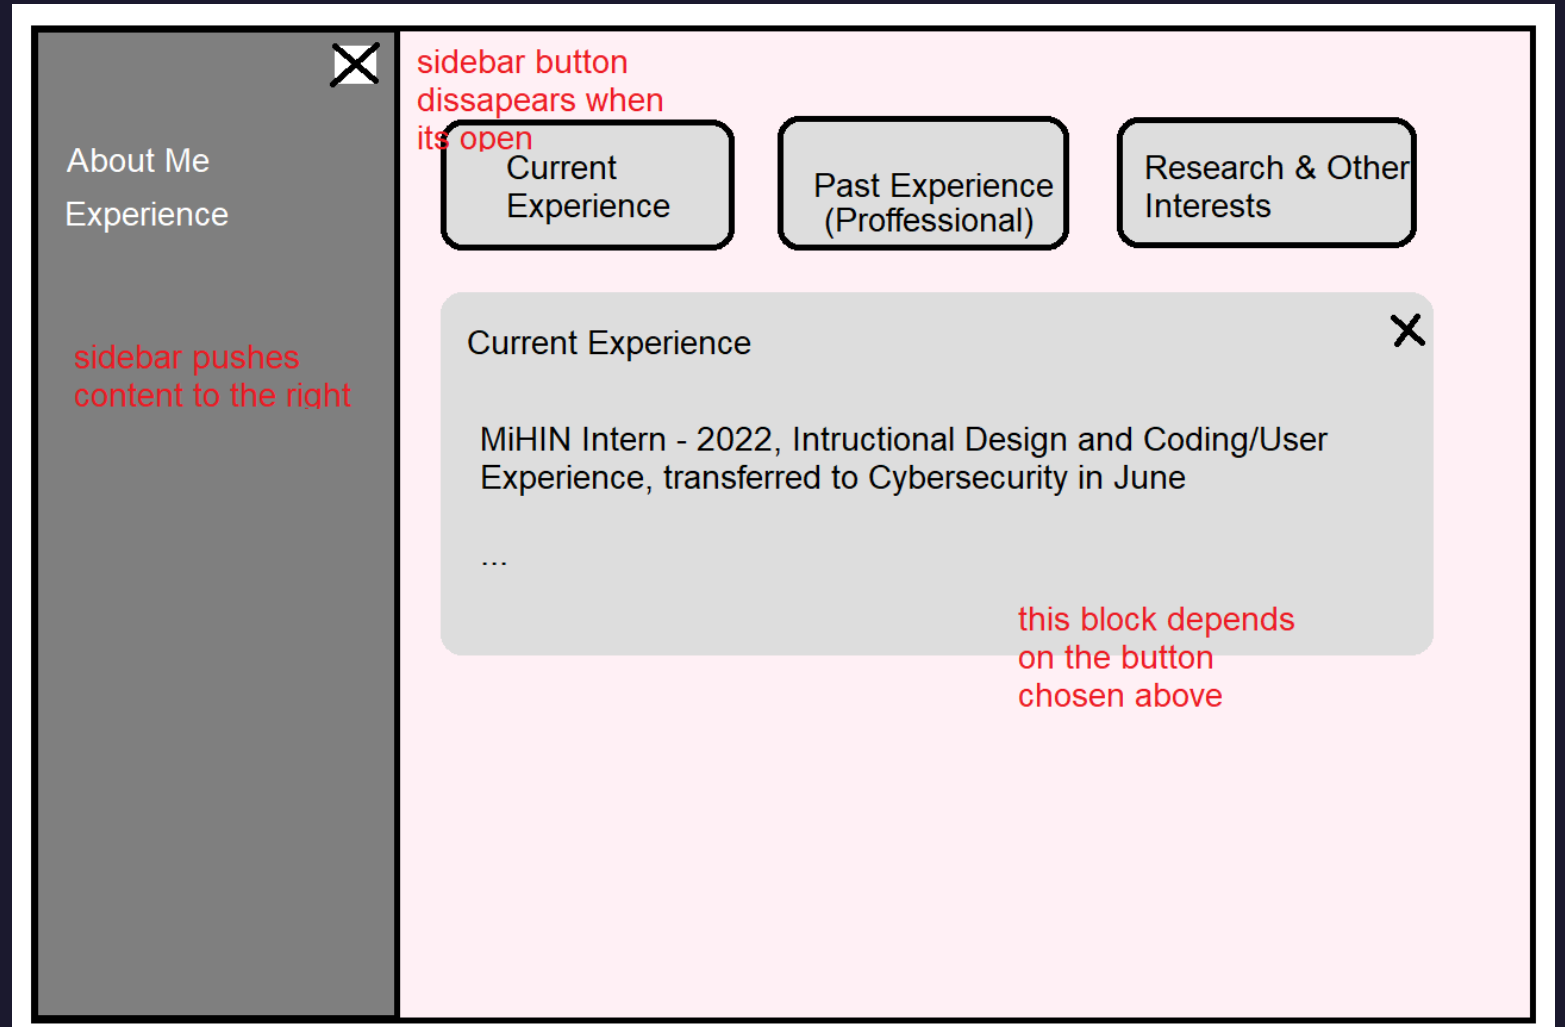 About Me
Experience
sidebar pushes
content to the right
sidebar button
dissapears when
its open
Current
Experience
Past Experience
(Proffessional)
Research & Other
Interests
Current Experience
MiHIN Intern - 2022, Intructional Design and Coding/User
Experience, transferred to Cybersecurity in June
...
this block depends
on the button
chosen above